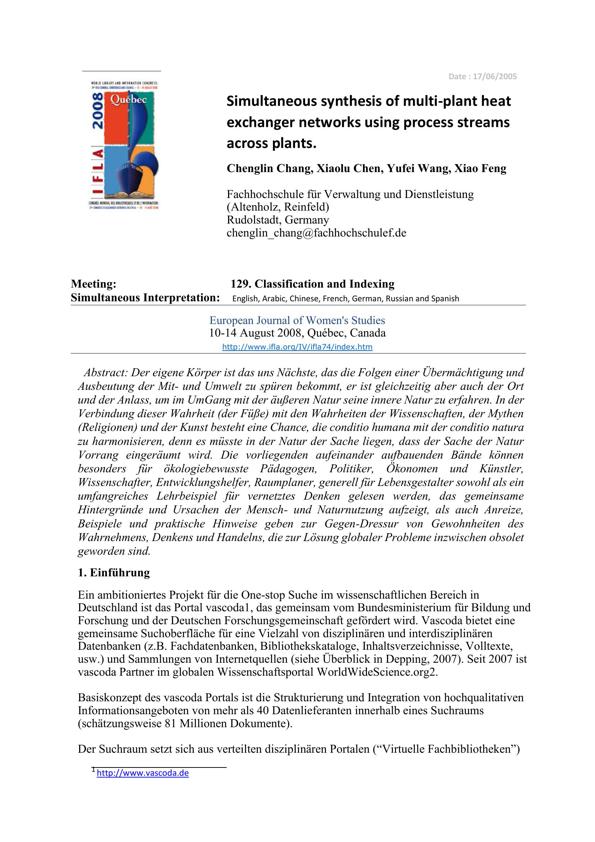 Date : 17/06/2005
WORLD LIBRARY AND INFORMATION CONGRESS:
Québec
IFLA 2008
Simultaneous synthesis of multi-plant heat
exchanger networks using process streams
across plants.
Chenglin Chang, Xiaolu Chen, Yufei Wang, Xiao Feng
Fachhochschule für Verwaltung und Dienstleistung
(Altenholz, Reinfeld)
Rudolstadt, Germany
chenglin_chang@fachhochschulef.de
Meeting: 129. Classification and Indexing
Simultaneous Interpretation: English, Arabic, Chinese, French, German, Russian and Spanish
European Journal of Women's Studies
10-14 August 2008, Québec, Canada
http://www.ifla.org/IV/ifla74/index.htm
Abstract: Der eigene Körper ist das uns Nächste, das die Folgen einer Übermächtigung und
Ausbeutung der Mit- und Umwelt zu spüren bekommt, er ist gleichzeitig aber auch der Ort
und der Anlass, um im UmGang mit der äußeren Natur seine innere Natur zu erfahren. In der
Verbindung dieser Wahrheit (der Füße) mit den Wahrheiten der Wissenschaften, der Mythen
(Religionen) und der Kunst besteht eine Chance, die conditio humana mit der conditio natura
zu harmonisieren, denn es müsste in der Natur der Sache liegen, dass der Sache der Natur
Vorrang eingeräumt wird. Die vorliegenden aufeinander aufbauenden Bände können
besonders für ökologiebewusste Pädagogen, Politiker, Ökonomen und Künstler,
Wissenschafter, Entwicklungshelfer, Raumplaner, generell für Lebensgestalter sowohl als ein
umfangreiches Lehrbeispiel für vernetztes Denken gelesen werden, das gemeinsame
Hintergründe und Ursachen der Mensch- und Naturnutzung aufzeigt, als auch Anreize,
Beispiele und praktische Hinweise geben zur Gegen-Dressur von Gewohnheiten des
Wahrnehmens, Denkens und Handelns, die zur Lösung globaler Probleme inzwischen obsolet
geworden sind.
1. Einführung
Ein ambitioniertes Projekt für die One-stop Suche im wissenschaftlichen Bereich in
Deutschland ist das Portal vascoda1, das gemeinsam vom Bundesministerium für Bildung und
Forschung und der Deutschen Forschungsgemeinschaft gefördert wird. Vascoda bietet eine
gemeinsame Suchoberfläche für eine Vielzahl von disziplinären und interdisziplinären
Datenbanken (z.B. Fachdatenbanken, Bibliothekskataloge, Inhaltsverzeichnisse, Volltexte,
usw.) und Sammlungen von Internetquellen (siehe Überblick in Depping, 2007). Seit 2007 ist
vascoda Partner im globalen Wissenschaftsportal WorldWideScience.org2.
Basiskonzept des vascoda Portals ist die Strukturierung und Integration von hochqualitativen
Informationsangeboten von mehr als 40 Datenlieferanten innerhalb eines Suchraums
(schätzungsweise 81 Millionen Dokumente).
Der Suchraum setzt sich aus verteilten disziplinären Portalen (“Virtuelle Fachbibliotheken”)
1 http://www.vascoda.de